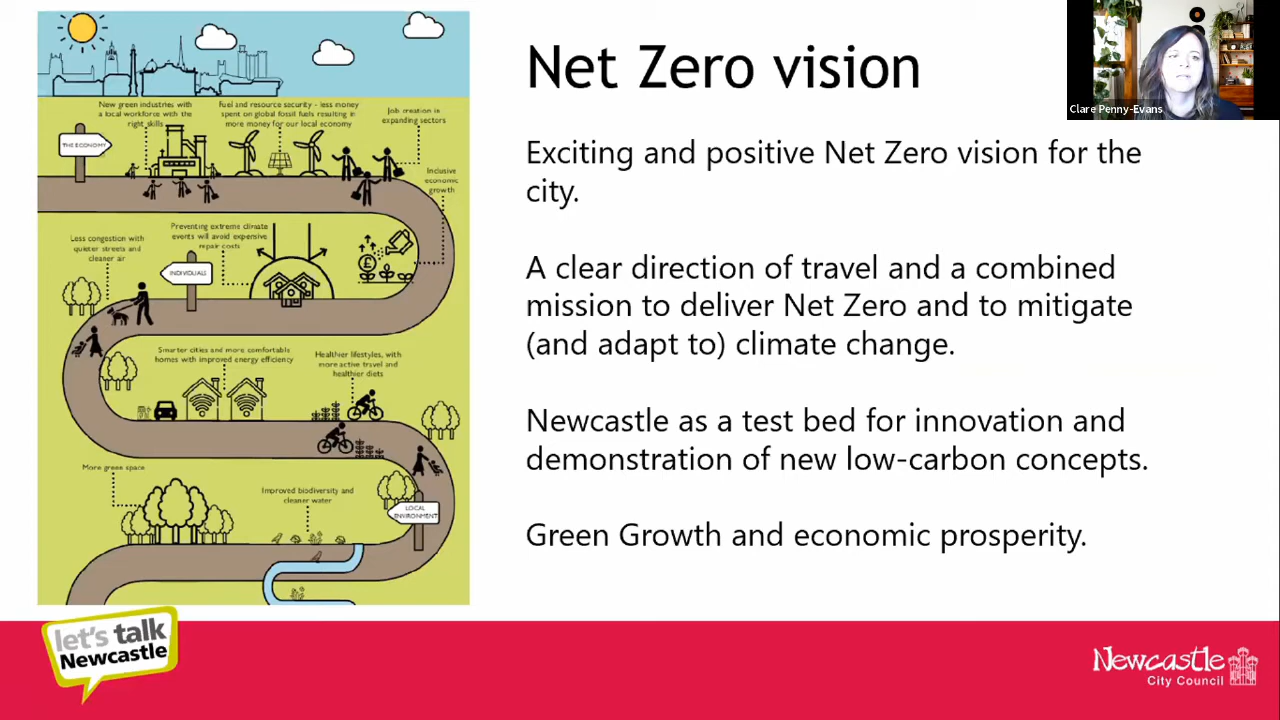 Net Zero vision
Clare Penny-Evans
Exciting and positive Net Zero vision for the
city.
A clear direction of travel and a combined
mission to deliver Net Zero and to mitigate
(and adapt to) climate change.
Newcastle as a test bed for innovation and
demonstration of new low-carbon concepts.
Green Growth and economic prosperity.
New green industries with
a local workforce with the
right skills
Fuel and resource security - less money
spent on global fossil fuels resulting in
more money for our local economy
Job creation in
expanding sectors
THE ECONOMY
Inclusive
economic
growth
Less congestion with
quieter streets and
cleaner air
Preventing extreme climate
events will avoid expensive
repair costs
INDIVIDUALS
£
Smarter cities and more comfortable
homes with improved energy efficiency
Healthier lifestyles, with
more active travel and
healthier diets
More green space
Improved biodiversity and
cleaner water
LOCAL
ENVIRONMENT
let's talk
Newcastle
Newcastle
City Council